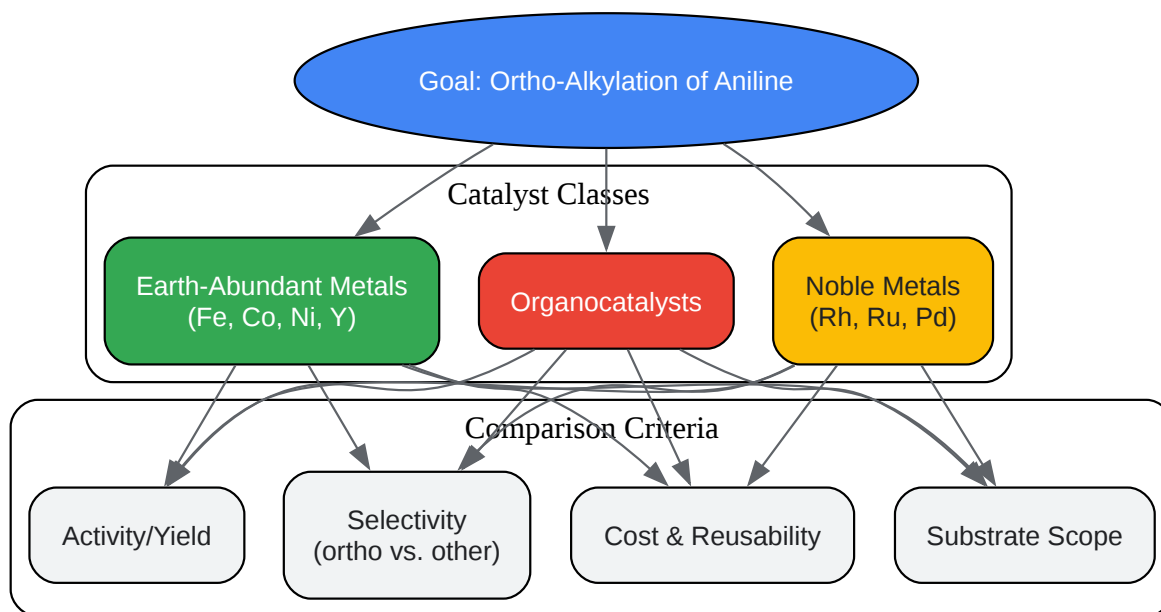 Goal: Ortho-Alkylation of Aniline
Catalyst Classes
Earth-Abundant Metals
(Fe, Co, Ni, Y)
Organocatalysts
Noble Metals
(Rh, Ru, Pd)
Comparison Criteria
Activity/Yield
Selectivity
(ortho vs. other)
Cost & Reusability
Substrate Scope